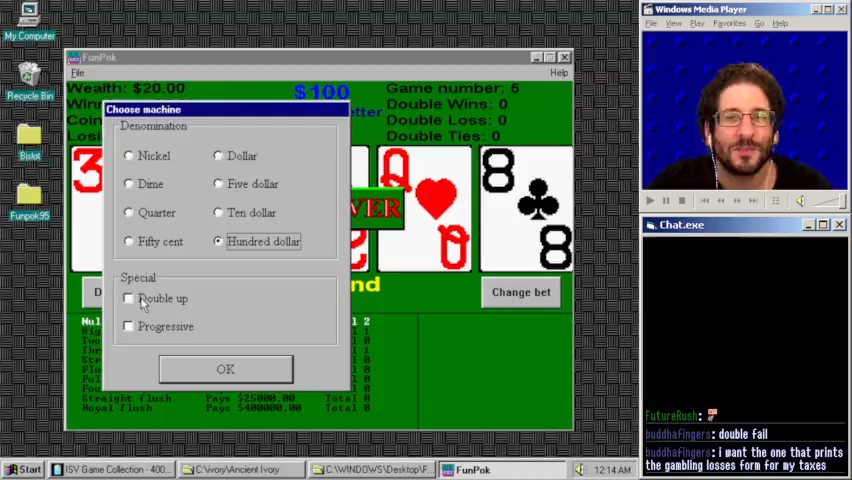 My Computer
Recycle Bin
Bjslot
Funpok95
FunPok
File
Help
Wealth: $20.00
$100
Game number: 5
Double Wins: 0
Double Loss: 0
Double Ties: 0
Choose machine
Denomination
Nickel
Dollar
Dime
Five dollar
Quarter
Ten dollar
Fifty cent
Hundred dollar
Special
Double up
Progressive
OK
3
Q
Q
8
8
Change bet
Straight flush Pays $25000.00 Total 0
Royal flush Pays $400000.00 Total 0
Windows Media Player
File View Play Favorites Go Help
Chat.exe
FutureRush:
buddhafingers: double fail
buddhafingers: i want the one that prints
the gambling losses form for my taxes
Start
ISV Game Collection - 400...
C:\ivory\Ancient Ivory
C:\WINDOWS\Desktop\F...
FunPok
12:14 AM